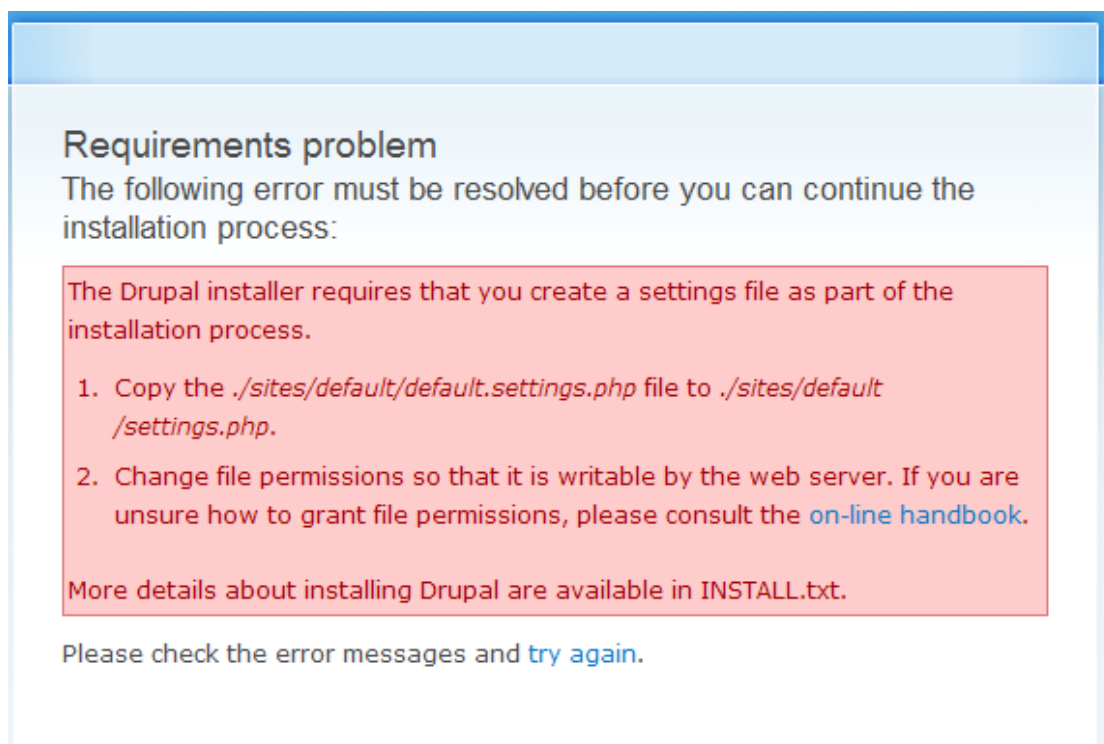 Requirements problem
The following error must be resolved before you can continue the
installation process:
The Drupal installer requires that you create a settings file as part of the
installation process.
1. Copy the ./sites/default/default.settings.php file to ./sites/default
/settings.php.
2. Change file permissions so that it is writable by the web server. If you are
unsure how to grant file permissions, please consult the on-line handbook.
More details about installing Drupal are available in INSTALL.txt.
Please check the error messages and try again.